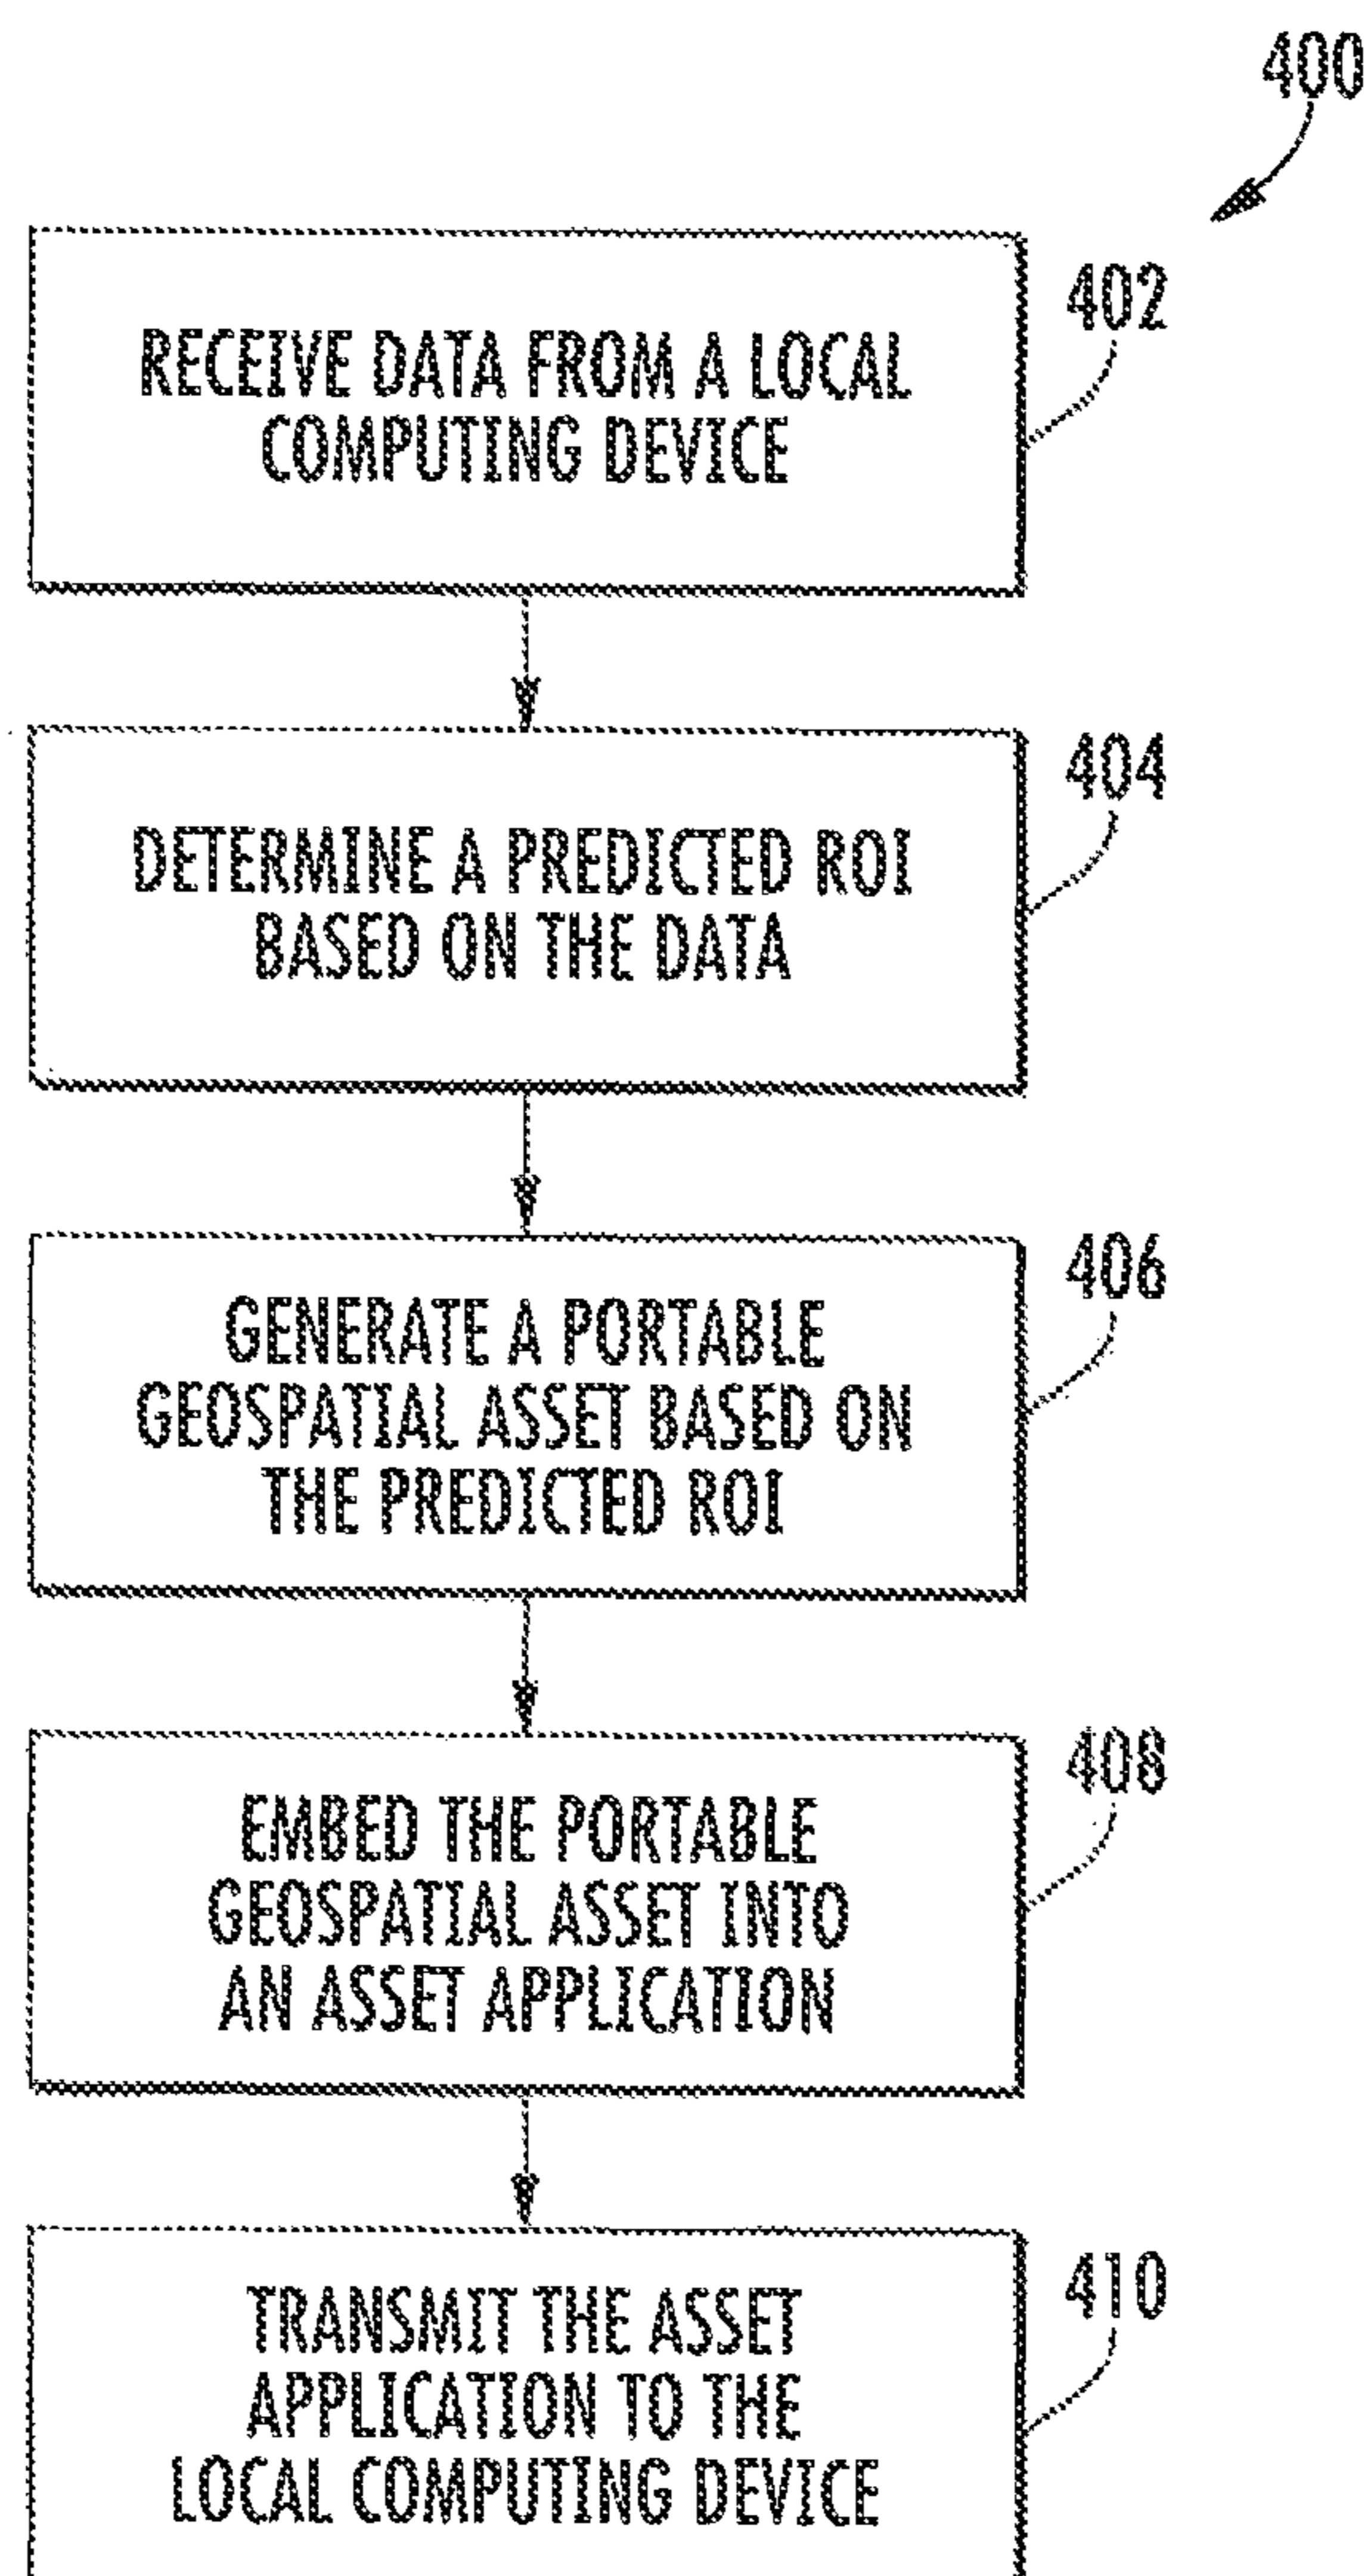 400
402
RECEIVE DATA FROM A LOCAL
COMPUTING DEVICE
404
DETERMINE A PREDICTED ROI
BASED ON THE DATA
406
GENERATE A PORTABLE
GEOSPATIAL ASSET BASED ON
THE PREDICTED ROI
408
EMBED THE PORTABLE
GEOSPATIAL ASSET INTO
AN ASSET APPLICATION
410
TRANSMIT THE ASSET
APPLICATION TO THE
LOCAL COMPUTING DEVICE